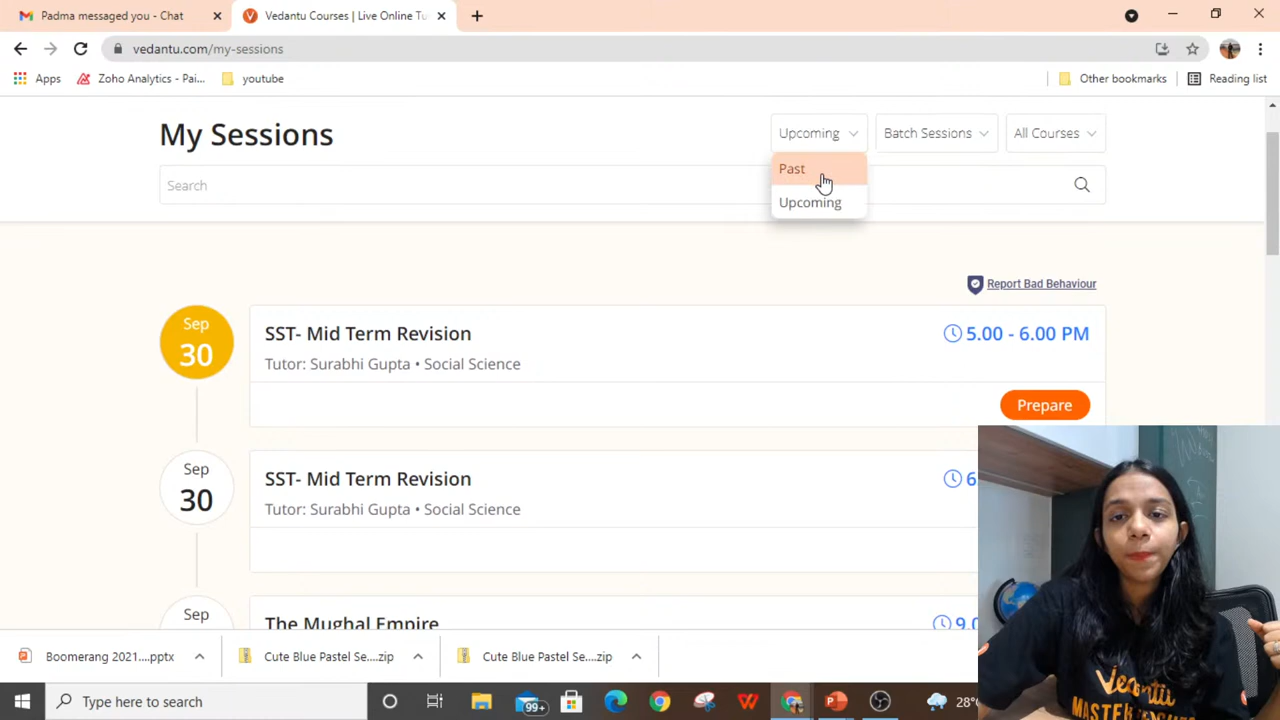 Padma messaged you - Chat
Vedantu Courses | Live Online Tu
vedantu.com/my-sessions
Apps
Zoho Analytics - Pai...
youtube
Other bookmarks
Reading list
My Sessions
Upcoming
Batch Sessions
All Courses
Past
Upcoming
Search
Report Bad Behaviour
Sep
30
SST- Mid Term Revision
5.00 - 6.00 PM
Tutor: Surabhi Gupta • Social Science
Prepare
Sep
30
SST- Mid Term Revision
6
Tutor: Surabhi Gupta • Social Science
Sep
The Mughal Empire
9.0
Boomerang 2021....pptx
Cute Blue Pastel Se....zip
Cute Blue Pastel Se....zip
Type here to search
99+
28°
Vedantu